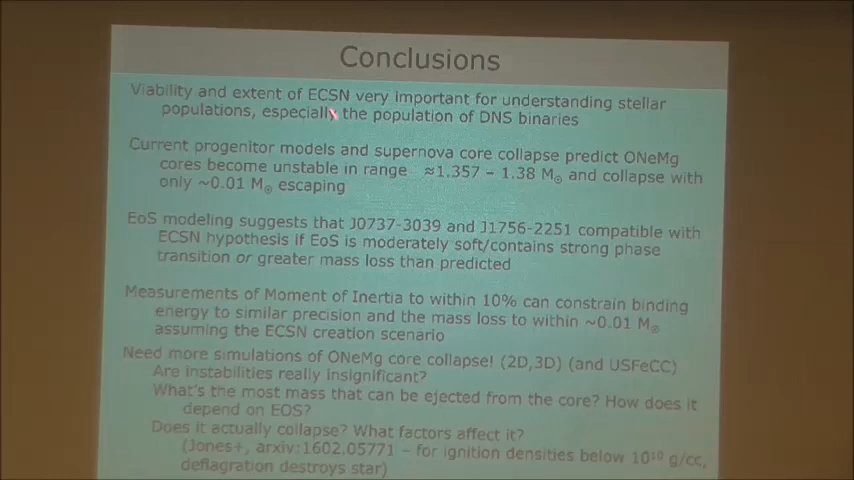 Conclusions
Viability and extent of ECSN very important for understanding stellar
populations, especially the population of DNS binaries
Current progenitor models and supernova core collapse predict ONeMg
cores become unstable in range ≈1.357 – 1.38 M☉ and collapse with
only ~0.01 M☉ escaping
EoS modeling suggests that J0737-3039 and J1756-2251 compatible with
ECSN hypothesis if EoS is moderately soft/contains strong phase
transition or greater mass loss than predicted
Measurements of Moment of Inertia to within 10% can constrain binding
energy to similar precision and the mass loss to within ~0.01 M☉
assuming the ECSN creation scenario
Need more simulations of ONeMg core collapse! (2D,3D) (and USFeCC)
Are instabilities really insignificant?
What's the most mass that can be ejected from the core? How does it
depend on EOS?
Does it actually collapse? What factors affect it?
(Jones+, arxiv:1602.05771 – for ignition densities below 10¹⁰ g/cc,
deflagration destroys star)